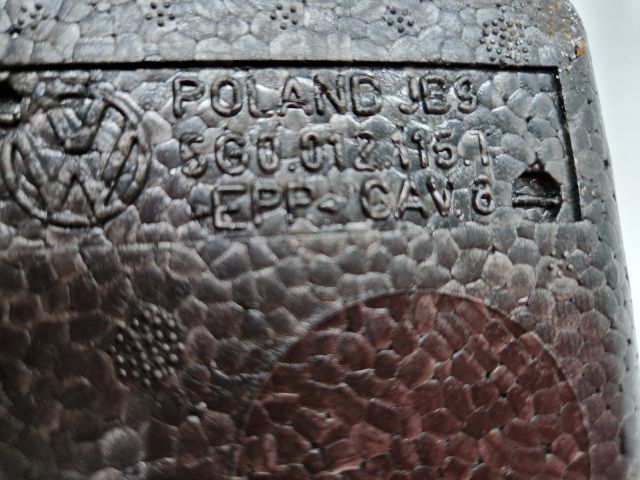 POLAND JB9
5G0.012.115.1
>EPP< CAV.8